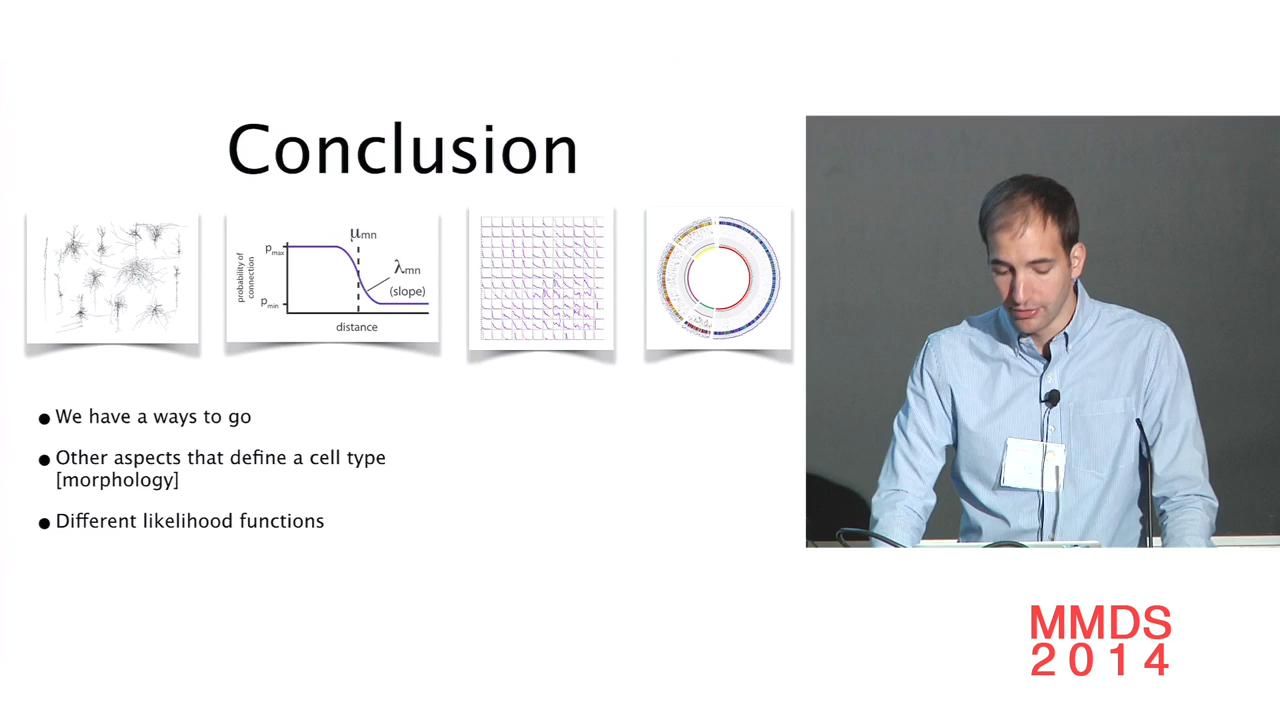 Conclusion
μmn
pmax
λmn
(slope)
probability of
connection
pmin
distance
● We have a ways to go
● Other aspects that define a cell type
[morphology]
● Different likelihood functions
MMDS
2014